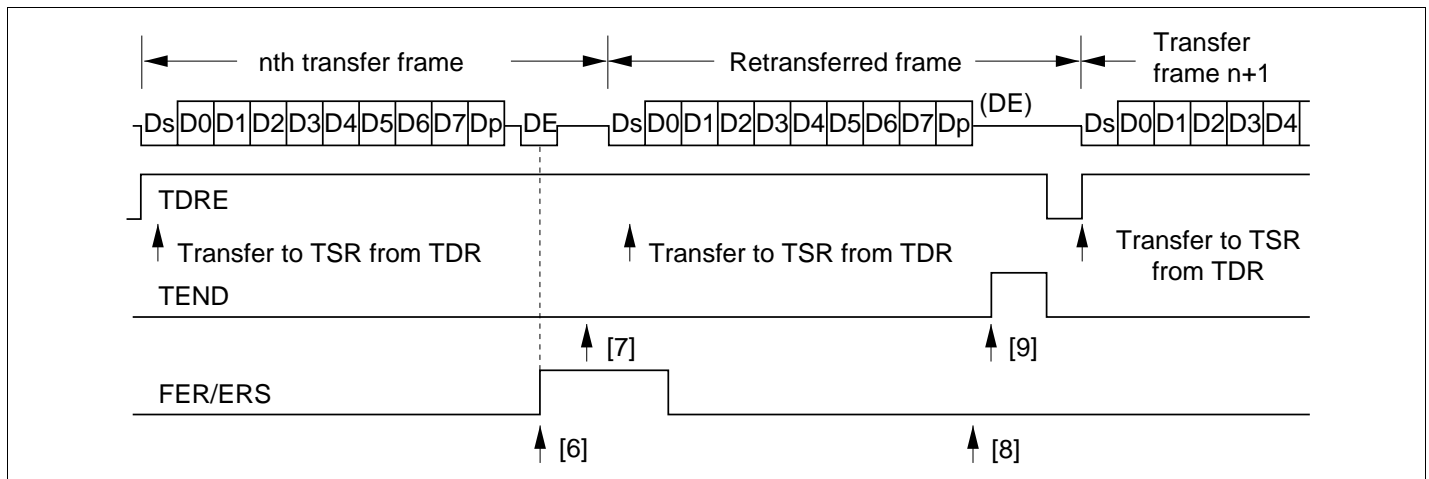 nth transfer frame
Retransferred frame
Transfer
frame n+1
Ds D0 D1 D2 D3 D4 D5 D6 D7 Dp DE Ds D0 D1 D2 D3 D4 D5 D6 D7 Dp (DE) Ds D0 D1 D2 D3 D4
TDRE
Transfer to TSR from TDR
Transfer to TSR from TDR
Transfer to TSR
from TDR
TEND
[7]
[9]
FER/ERS
[6]
[8]